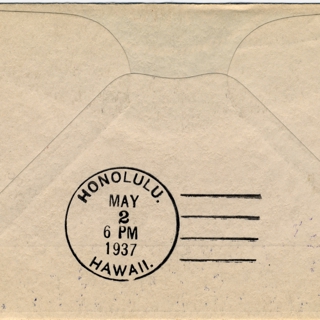 HONOLULU.
MAY
2
6 PM
1937
HAWAII.